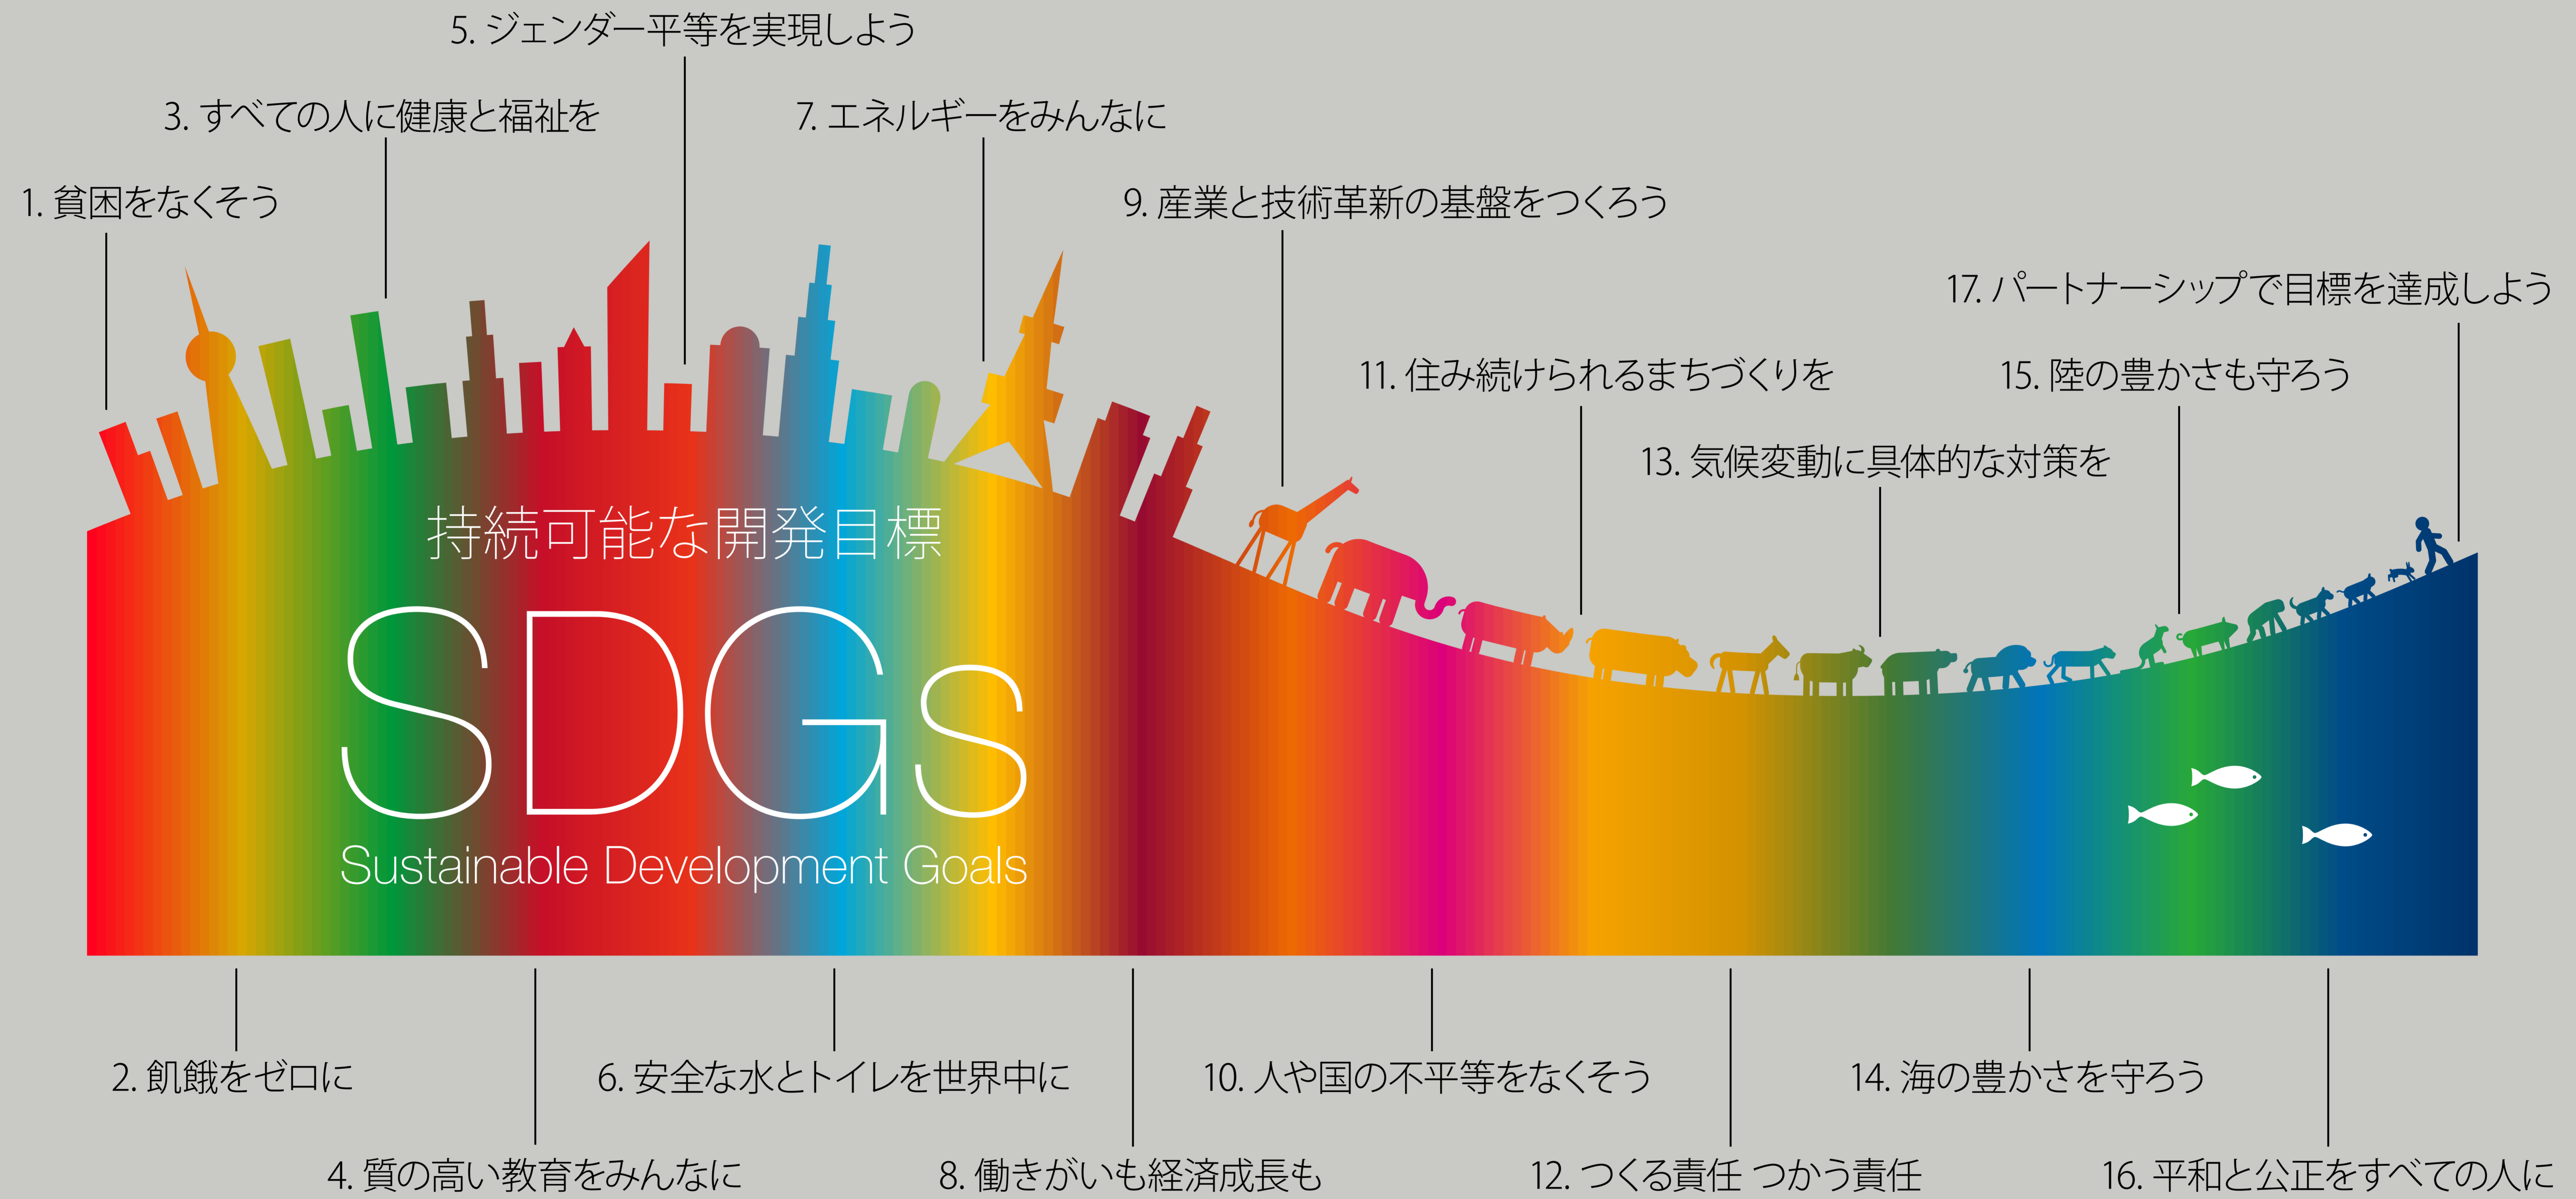 5. ジェンダー平等を実現しよう
3. すべての人に健康と福祉を
7. エネルギーをみんなに
1. 貧困をなくそう
9. 産業と技術革新の基盤をつくろう
17. パートナーシップで目標を達成しよう
11. 住み続けられるまちづくりを
15. 陸の豊かさも守ろう
13. 気候変動に具体的な対策を
持続可能な開発目標
SDGs
Sustainable Development Goals
2. 飢餓をゼロに
6. 安全な水とトイレを世界中に
10. 人や国の不平等をなくそう
14. 海の豊かさを守ろう
4. 質の高い教育をみんなに
8. 働きがいも経済成長も
12. つくる責任 つかう責任
16. 平和と公正をすべての人に